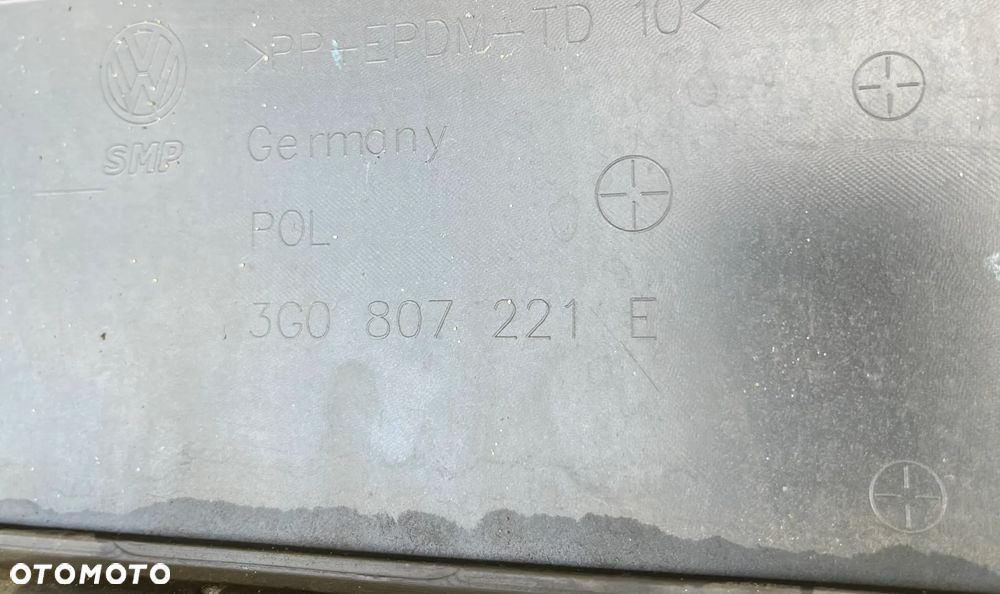 >PP-EPDM-TD 10<
SMP
Germany
POL
3G0 807 221 E
OTOMOTO